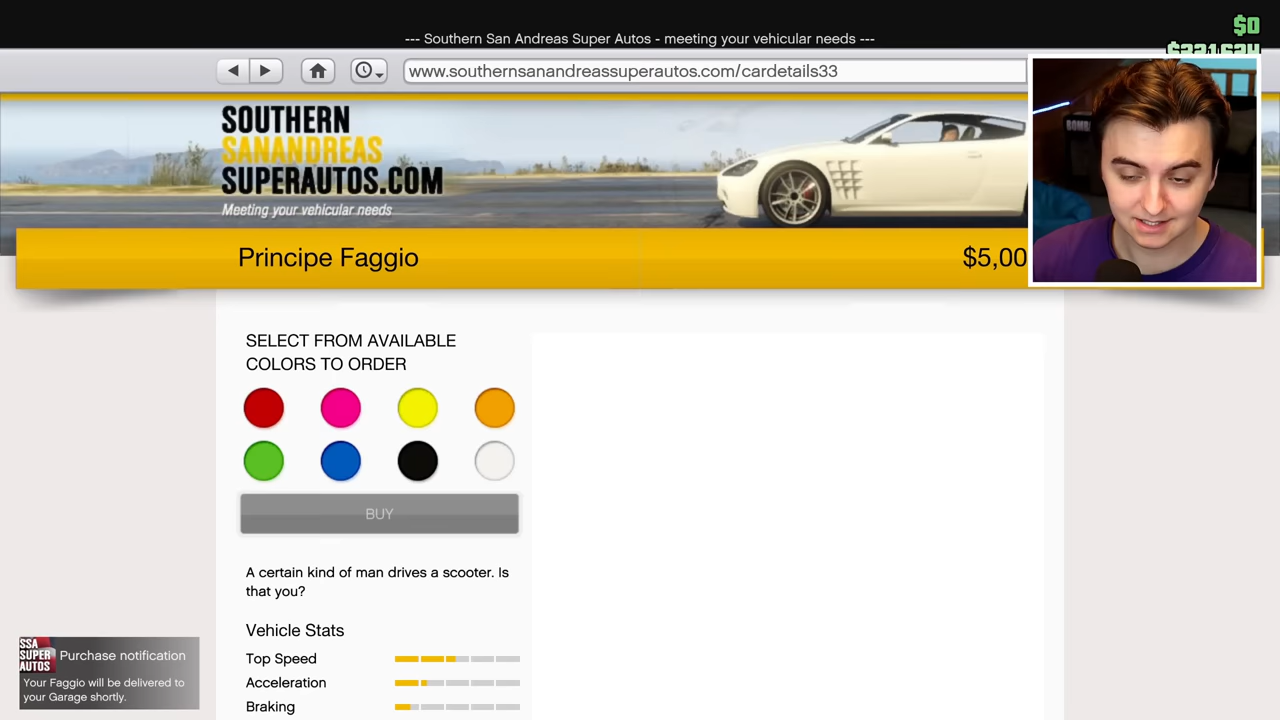 $0
--- Southern San Andreas Super Autos - meeting your vehicular needs ---
www.southernsanandreassuperautos.com/cardetails33
SOUTHERN
SANANDREAS
SUPERAUTOS.COM
Meeting your vehicular needs
Principe Faggio
$5,00
SELECT FROM AVAILABLE
COLORS TO ORDER
BUY
A certain kind of man drives a scooter. Is
that you?
Vehicle Stats
Top Speed
Acceleration
Braking
SSA
SUPER
AUTOS
Purchase notification
Your Faggio will be delivered to
your Garage shortly.